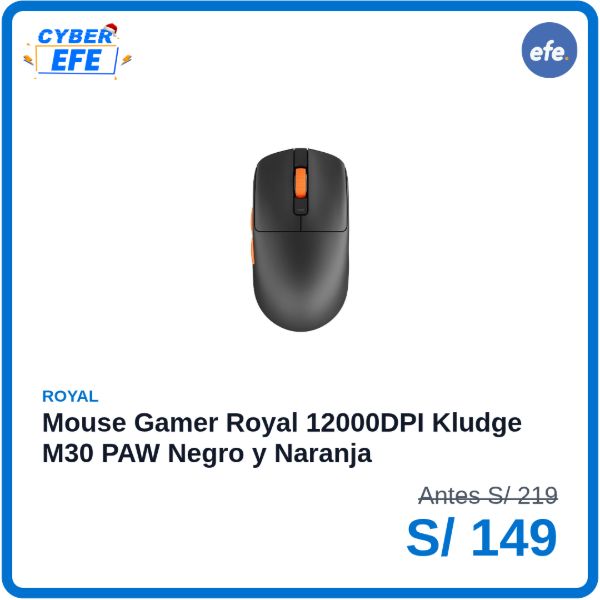 CYBER
EFE
efe.
ROYAL
Mouse Gamer Royal 12000DPI Kludge
M30 PAW Negro y Naranja
Antes S/ 219
S/ 149